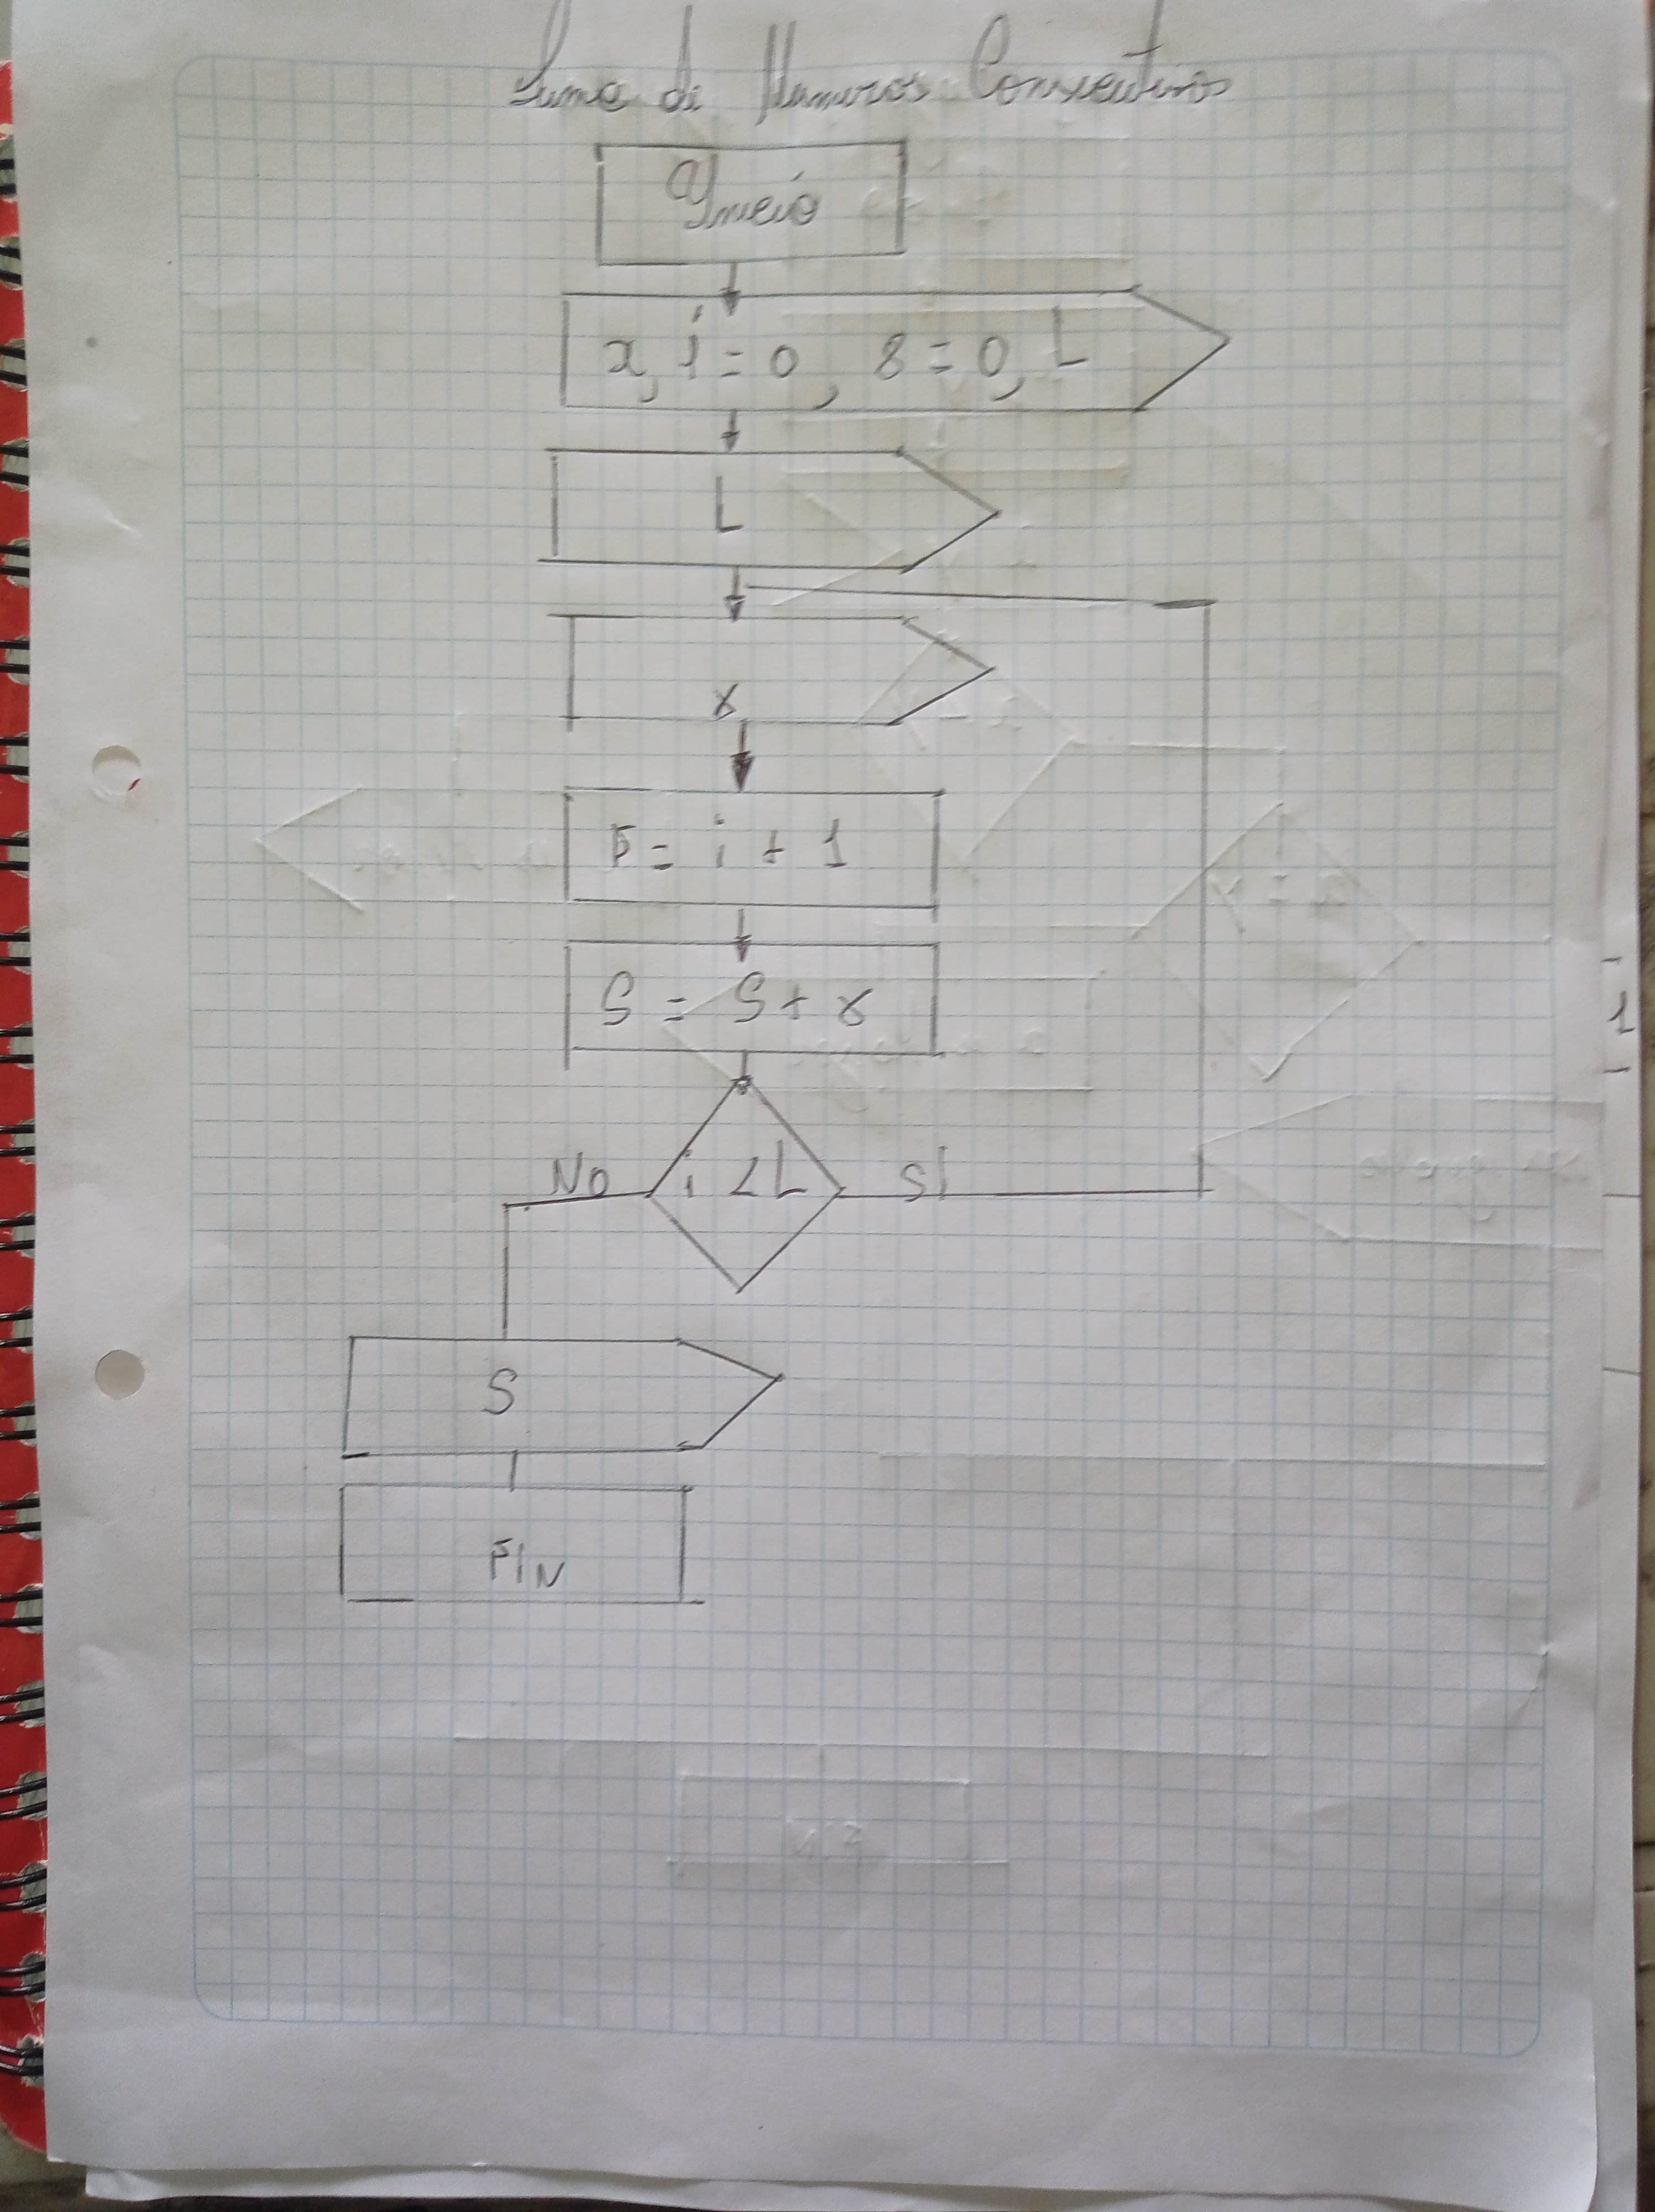 Suma de Numeros Consecutivos
Inicio
x, i = 0, S = 0, L
L
x
i = i + 1
S = S + x
No i < L Si
S
FIN
1